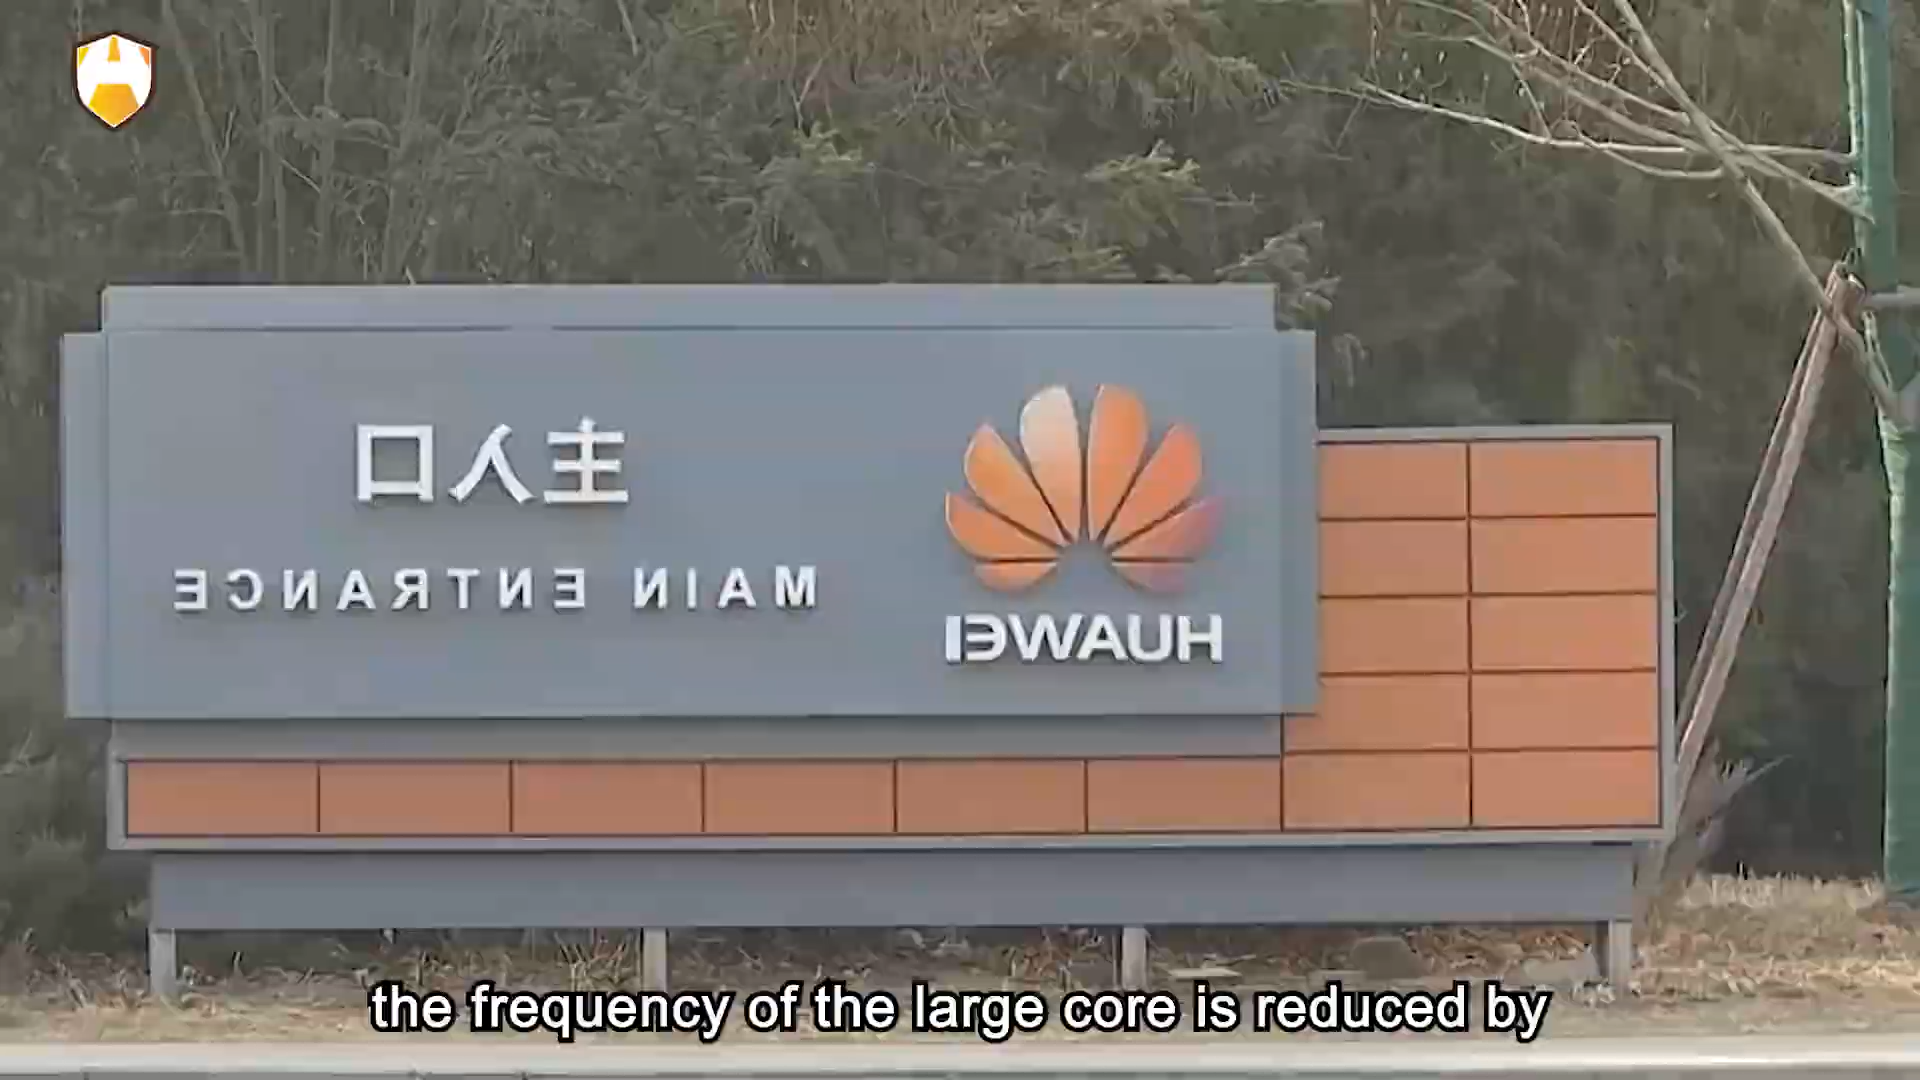 主入口
MAIN ENTRANCE
HUAWEI
the frequency of the large core is reduced by